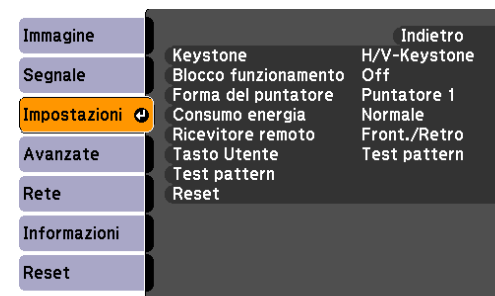 Immagine
Segnale
Impostazioni
Avanzate
Rete
Informazioni
Reset
Indietro
Keystone H/V-Keystone
Blocco funzionamento Off
Forma del puntatore Puntatore 1
Consumo energia Normale
Ricevitore remoto Front./Retro
Tasto Utente Test pattern
Test pattern
Reset